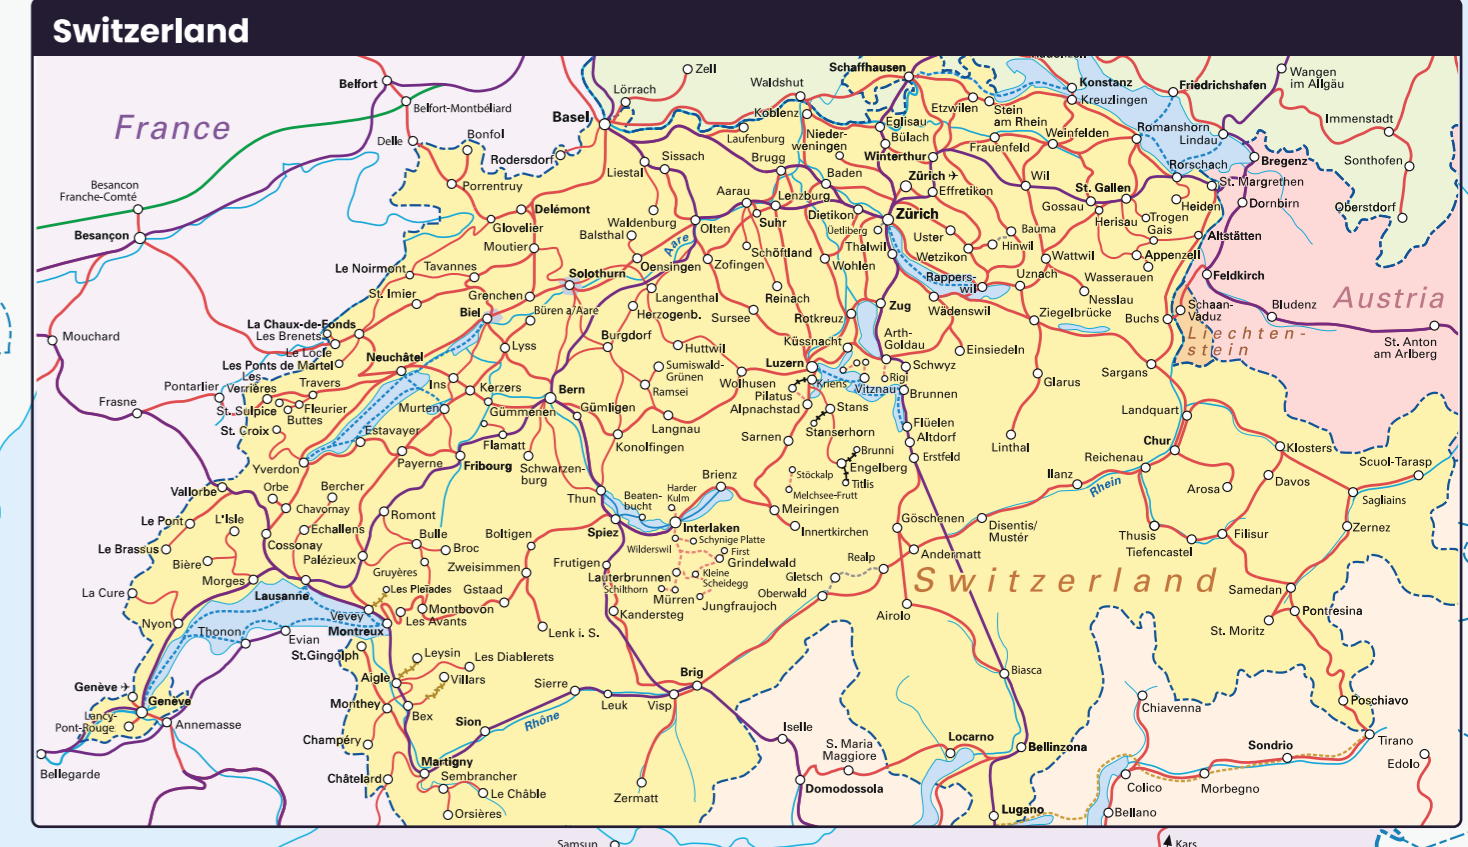 Switzerland
Belfort
Belfort-Montbéliard
France
Delle
Bonfol
Besancon
Franche-Comté
Besançon
Porrentruy
Rodersdorf
Basel
Lörrach
Zell
Waldshut
Koblenz
Laufenburg
Schaffhausen
Etzwilen
Stein
am Rhein
Konstanz
Kreuzlingen
Friedrichshafen
Wangen
im Allgäu
Immenstadt
Sonthofen
Oberstdorf
Eglisau
Bülach
Nieder-
weningen
Winterthur
Frauenfeld
Weinfelden
Romanshorn
Lindau
Bregenz
Rorschach
St. Margrethen
Dornbirn
Sissach
Liestal
Brugg
Baden
Zürich
Effretikon
Wil
St. Gallen
Gossau
Herisau
Heiden
Trogen
Gais
Altstätten
Delémont
Glovelier
Moutier
Waldenburg
Balsthal
Aarau
Lenzburg
Suhr
Olten
Aare
Dietikon
Uetliberg
Zürich
Thalwil
Uster
Wetzikon
Bauma
Hinwil
Wattwil
Appenzell
Wasserauen
Feldkirch
Le Noirmont
Tavannes
St. Imier
Grenchen
Solothurn
Oensingen
Zofingen
Schöftland
Wohlen
Rappers-
wil
Uznach
Nesslau
Büren a/Aare
Langenthal
Herzogenb.
Reinach
Sursee
Rotkreuz
Zug
Wädenswil
Ziegelbrücke
Buchs
Schaan-
Vaduz
Bludenz
Austria
Liechten-
stein
St. Anton
am Arlberg
Mouchard
La Chaux-de-Fonds
Les Brenets
Le Locle
Les Ponts de Martel
Biel
Lyss
Burgdorf
Huttwil
Küssnacht
Arth-
Goldau
Einsiedeln
Neuchâtel
Les
Verrières
Travers
Pontarlier
Frasne
St. Sulpice
Fleurier
Buttes
St. Croix
Ins
Kerzers
Murten
Gümmenen
Bern
Gümligen
Sumiswald-
Grünen
Ramsei
Wolhusen
Luzern
Kriens
Pilatus
Alpnachstad
Vitznau
Rigi
Schwyz
Brunnen
Glarus
Sargans
Landquart
Estavayer
Payerne
Yverdon
Flamatt
Fribourg
Schwarzen-
burg
Langnau
Konolfingen
Sarnen
Stans
Stanserhorn
Brunni
Engelberg
Titlis
Stöckalp
Melchsee-Frutt
Flüelen
Altdorf
Erstfeld
Linthal
Chur
Reichenau
Klosters
Davos
Arosa
Scuol-Tarasp
Sagliains
Zernez
Ilanz
Rhein
Vallorbe
Orbe
Bercher
Chavornay
Le Pont
L'Isle
Echallens
Romont
Le Brassus
Cossonay
Bière
Palézieux
Bulle
Broc
Gruyères
Thun
Beaten-
bucht
Harder
Kulm
Brienz
Meiringen
Innertkirchen
Spiez
Interlaken
Schynige Platte
Wilderswil
First
Grindelwald
Kleine
Scheidegg
Boltigen
Zweisimmen
Frutigen
Lauterbrunnen
Schilthorn
Mürren
Jungfraujoch
Realp
Gletsch
Oberwald
Göschenen
Andermatt
Disentis/
Mustér
Thusis
Tiefencastel
Filisur
Samedan
Pontresina
St. Moritz
Switzerland
Airolo
Morges
La Cure
Nyon
Lausanne
Vevey
Les Pleiades
Montbovon
Les Avants
Gstaad
Kandersteg
Lenk i. S.
Thonon
Evian
Montreux
St.Gingolph
Leysin
Les Diablerets
Aigle
Villars
Monthey
Bex
Sierre
Leuk
Visp
Brig
Rhône
Sion
Biasca
Genève
Genève
Lancy-
Pont-Rouge
Annemasse
Bellegarde
Champéry
Châtelard
Martigny
Sembrancher
Le Châble
Orsières
Zermatt
Iselle
S. Maria
Maggiore
Domodossola
Locarno
Bellinzona
Lugano
Chiavenna
Colico
Bellano
Morbegno
Sondrio
Tirano
Edolo
Poschiavo
Samsun
Kars